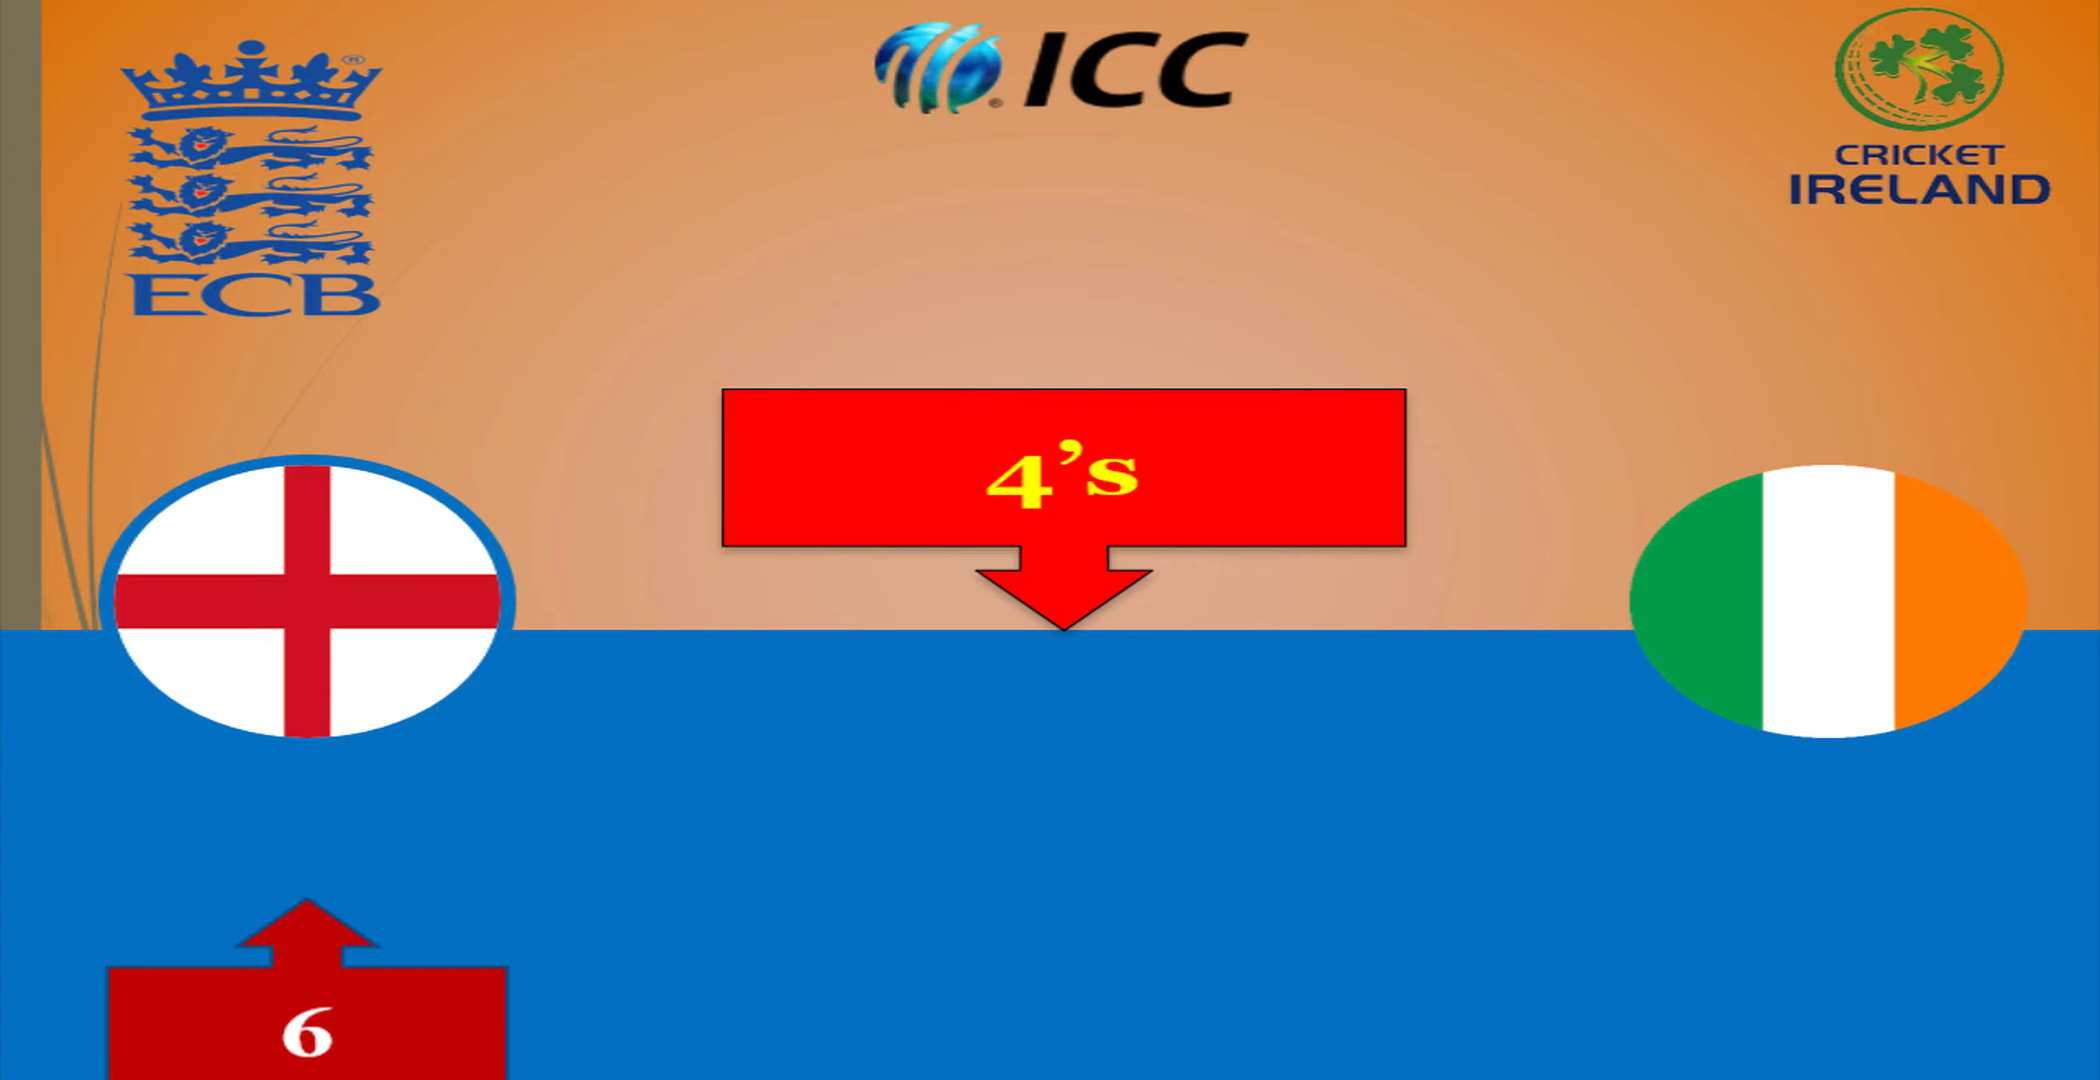 ICC
®
®
CRICKET
IRELAND
ECB
4’s
6